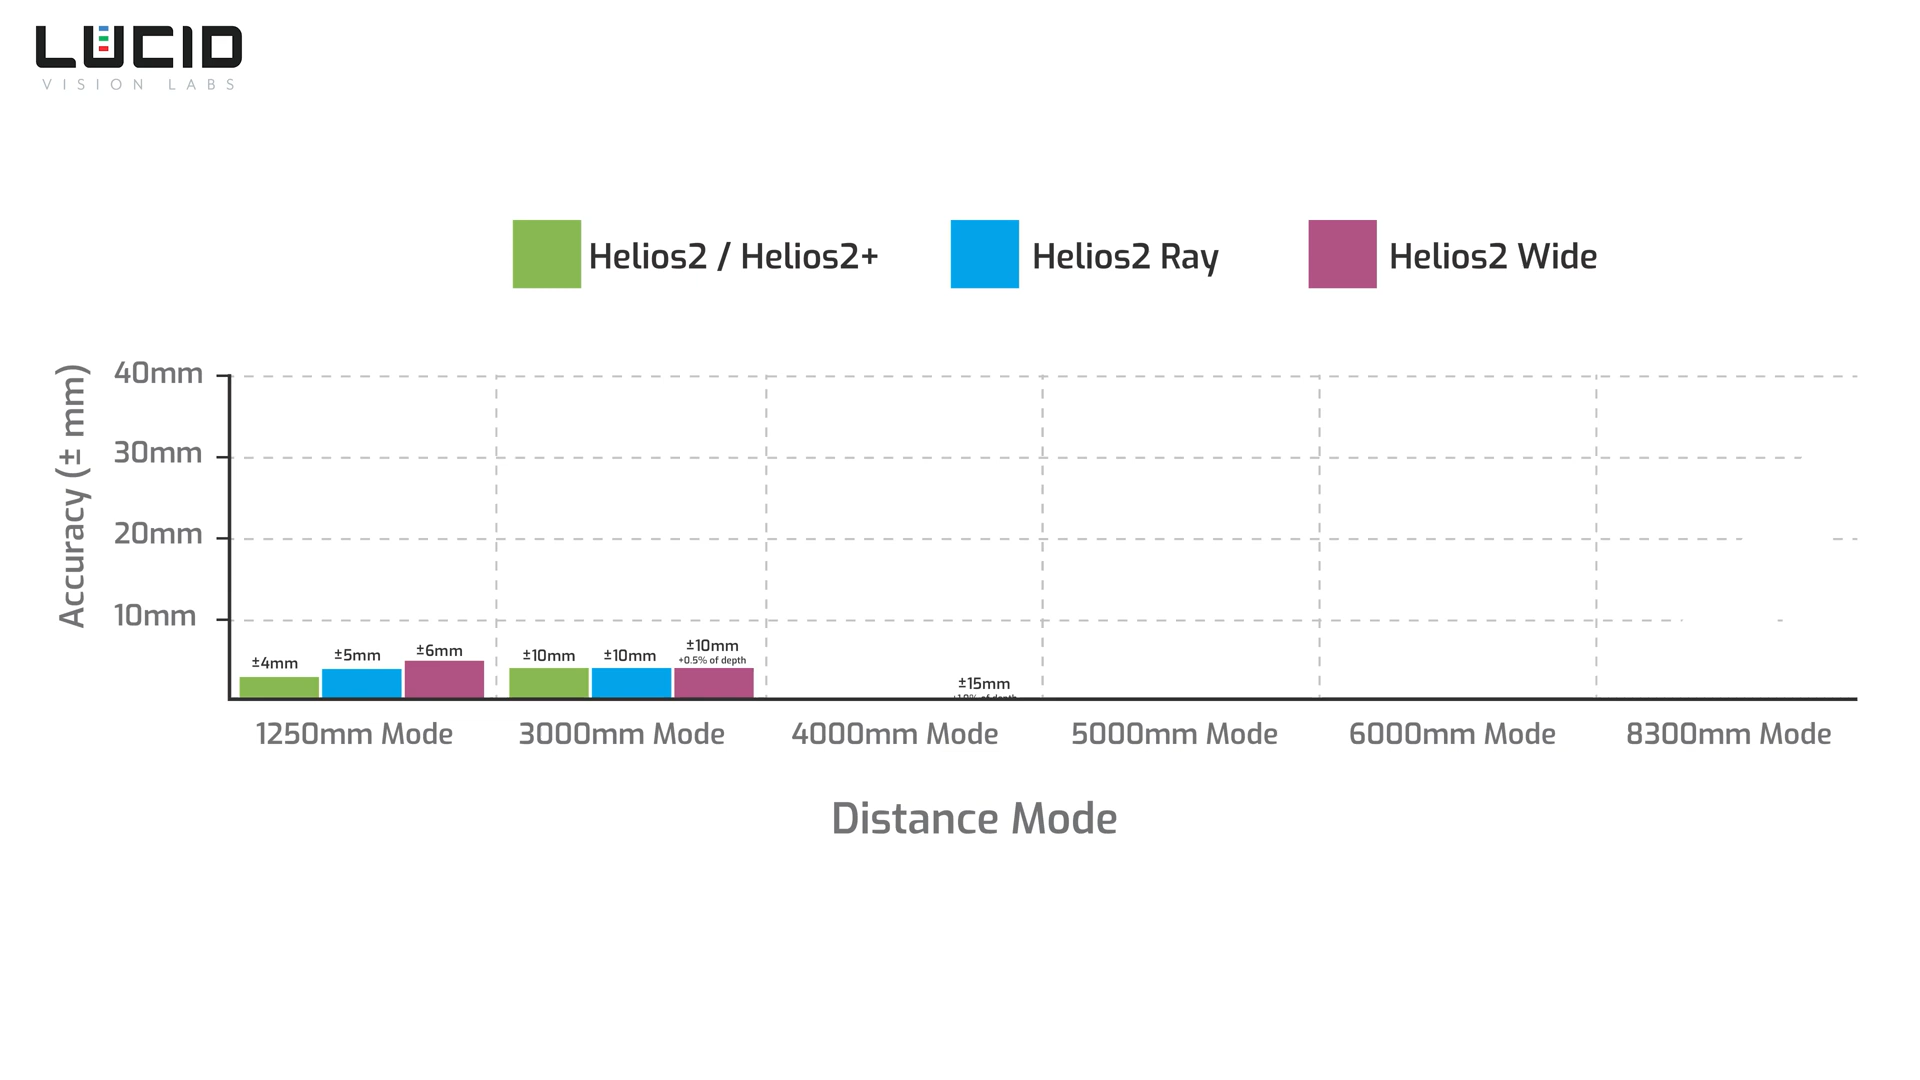 LUCID
VISION LABS
Helios2 / Helios2+
Helios2 Ray
Helios2 Wide
Accuracy (± mm)
40mm
30mm
20mm
10mm
±4mm
±5mm
±6mm
±10mm
±10mm
±10mm
+0.5% of depth
±15mm
1250mm Mode
3000mm Mode
4000mm Mode
5000mm Mode
6000mm Mode
8300mm Mode
Distance Mode